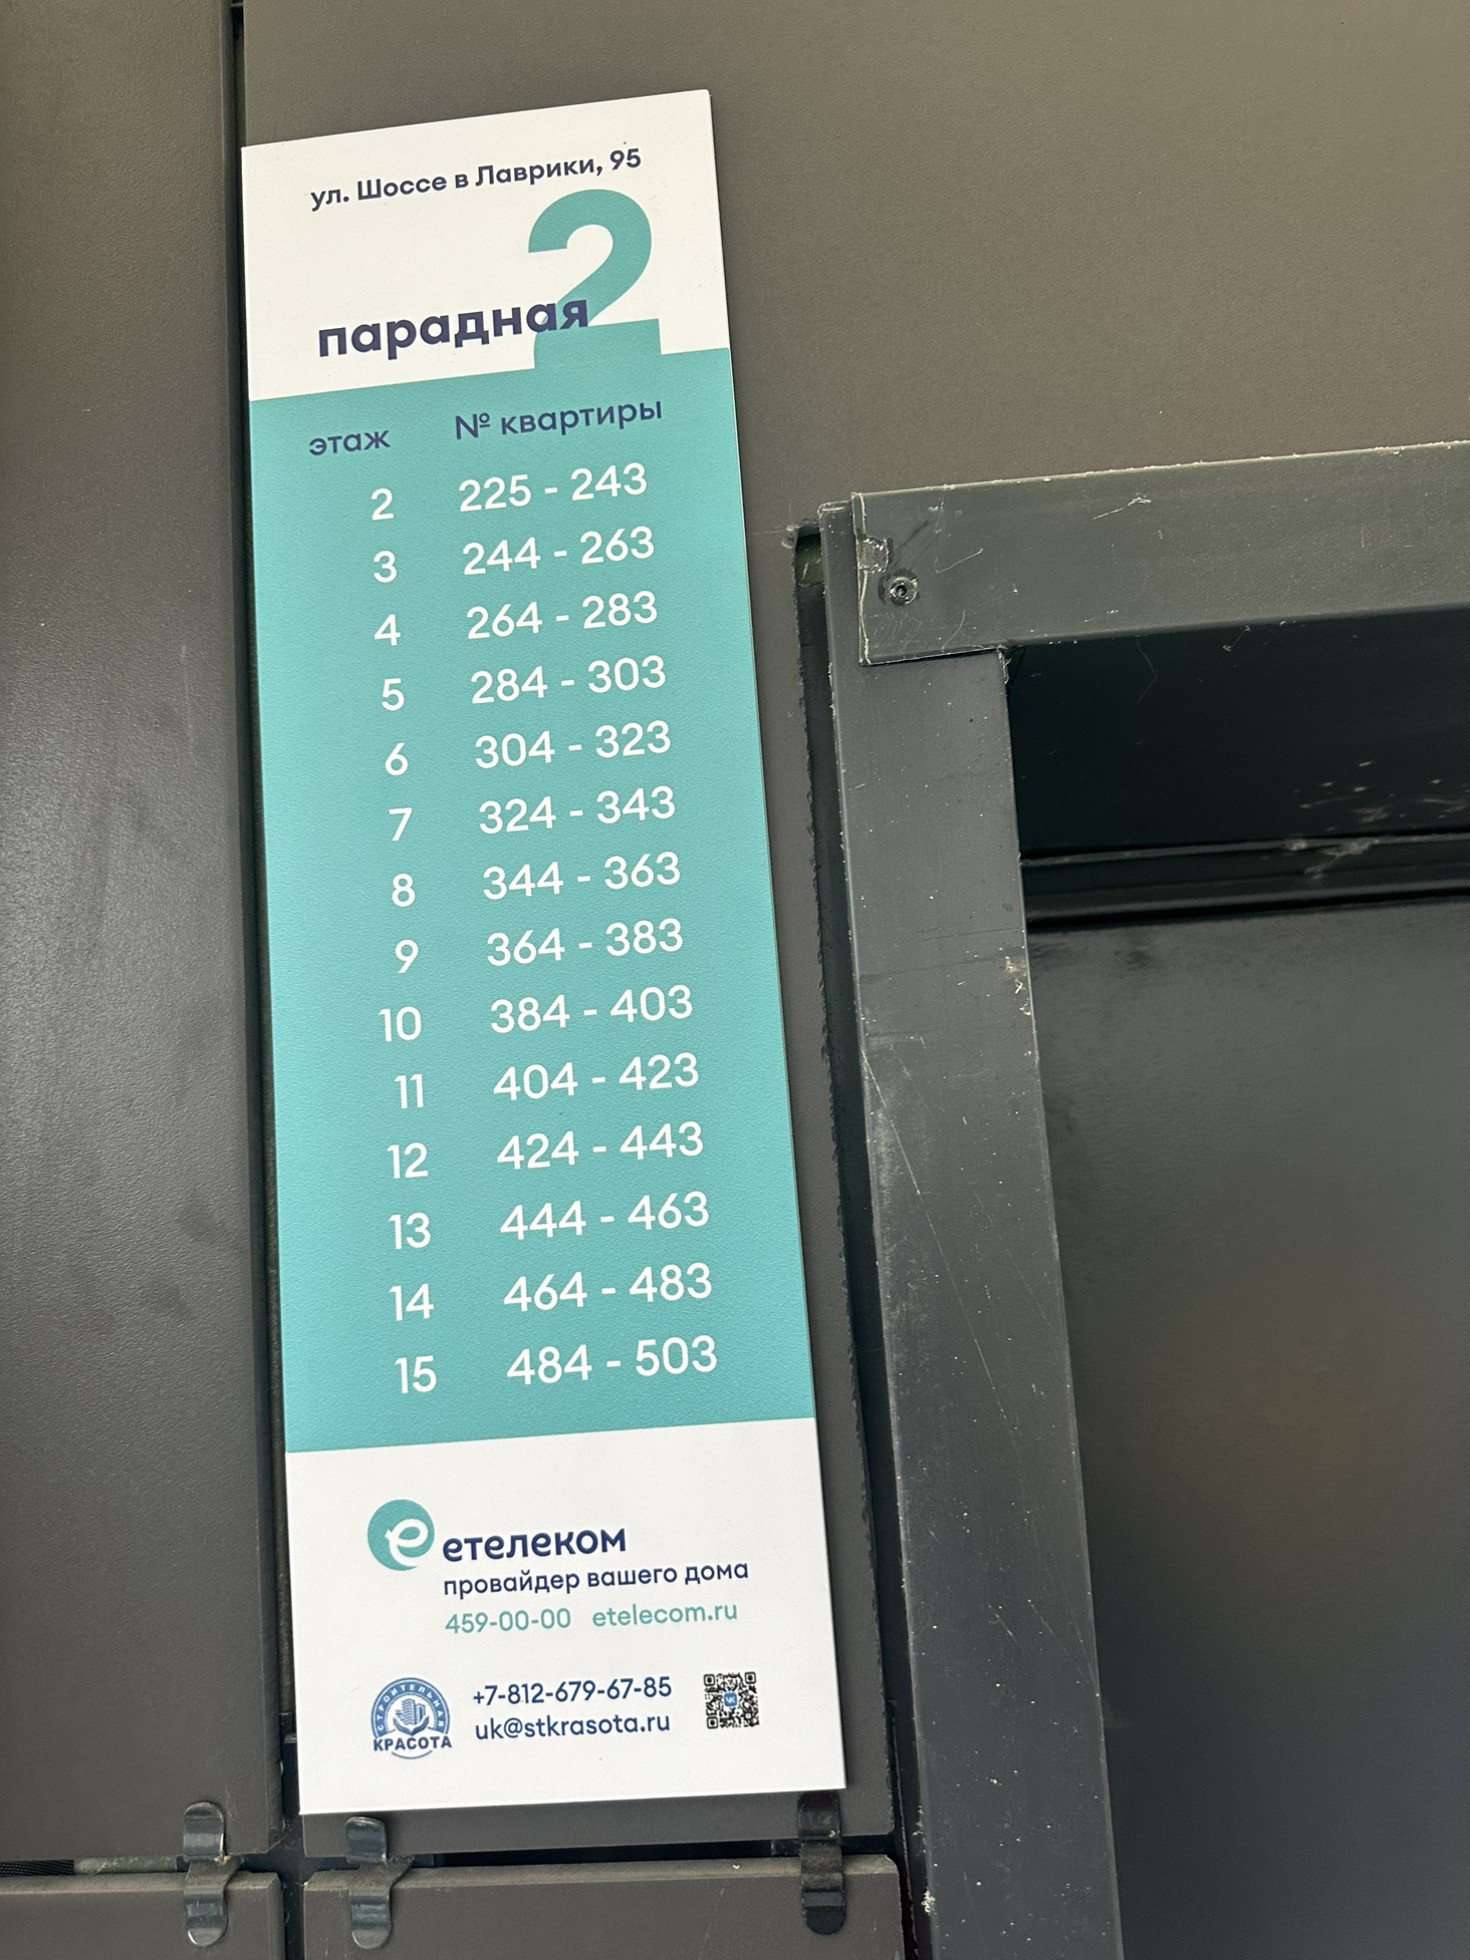 ул. Шоссе в Лаврики, 95
2
парадная
этаж № квартиры
2 225 - 243
3 244 - 263
4 264 - 283
5 284 - 303
6 304 - 323
7 324 - 343
8 344 - 363
9 364 - 383
10 384 - 403
11 404 - 423
12 424 - 443
13 444 - 463
14 464 - 483
15 484 - 503
етелеком
провайдер вашего дома
459-00-00 etelecom.ru
СТРОИТЕЛЬНАЯ
КРАСОТА
+7-812-679-67-85
uk@stkrasota.ru